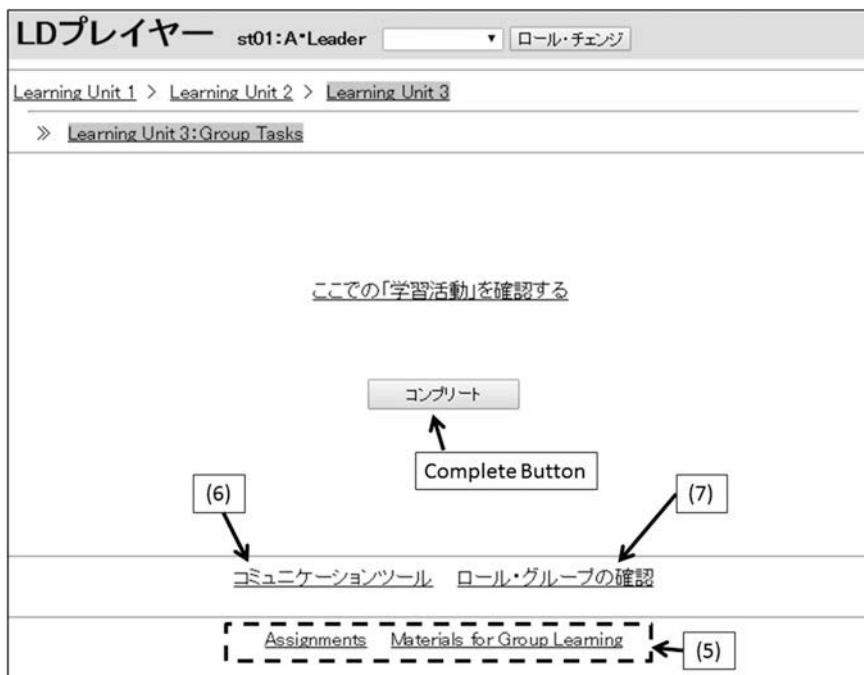 LDプレイヤー st01:A・Leader ロール・チェンジ
Learning Unit 1 > Learning Unit 2 > Learning Unit 3
≫ Learning Unit 3:Group Tasks
ここでの「学習活動」を確認する
コンプリート
Complete Button
(6) (7)
コミュニケーションツール ロール・グループの確認
Assignments Materials for Group Learning
(5)